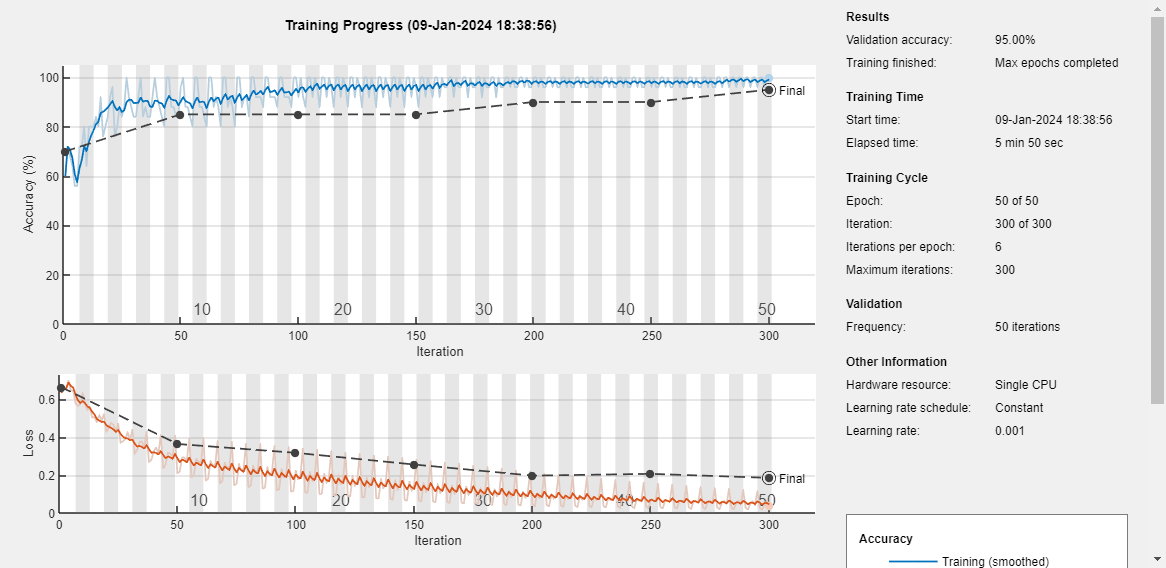 Training Progress (09-Jan-2024 18:38:56)
Accuracy (%)
100
80
60
40
20
0
Final
10 20 30 40 50
0 50 100 150 200 250 300
Iteration
Loss
0.6
0.4
0.2
0
Final
10 20 30 40 50
0 50 100 150 200 250 300
Iteration
Results
Validation accuracy: 95.00%
Training finished: Max epochs completed
Training Time
Start time: 09-Jan-2024 18:38:56
Elapsed time: 5 min 50 sec
Training Cycle
Epoch: 50 of 50
Iteration: 300 of 300
Iterations per epoch: 6
Maximum iterations: 300
Validation
Frequency: 50 iterations
Other Information
Hardware resource: Single CPU
Learning rate schedule: Constant
Learning rate: 0.001
Accuracy
Training (smoothed)